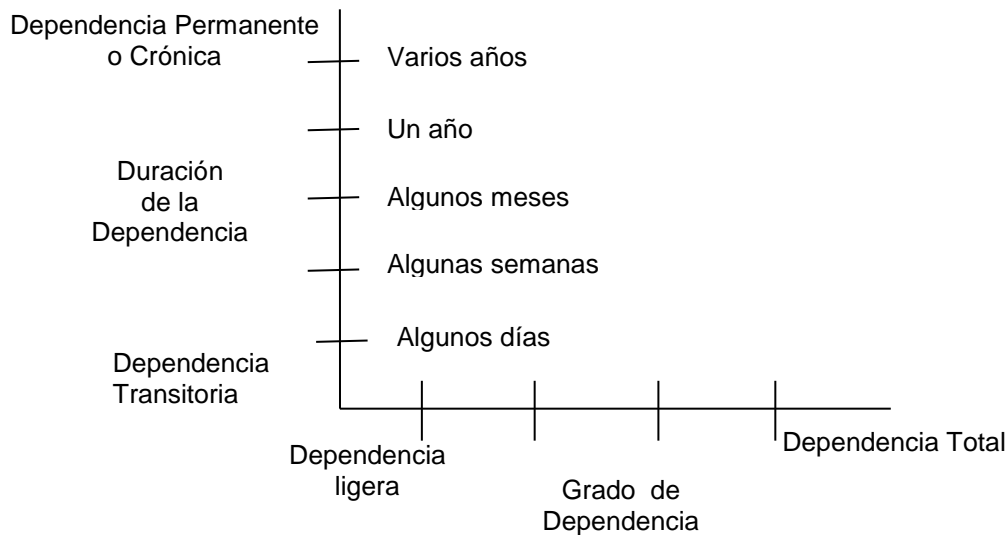 Dependencia Permanente
o Crónica
Varios años
Un año
Duración
de la
Dependencia
Algunos meses
Algunas semanas
Algunos días
Dependencia
Transitoria
Dependencia
ligera
Grado de
Dependencia
Dependencia Total